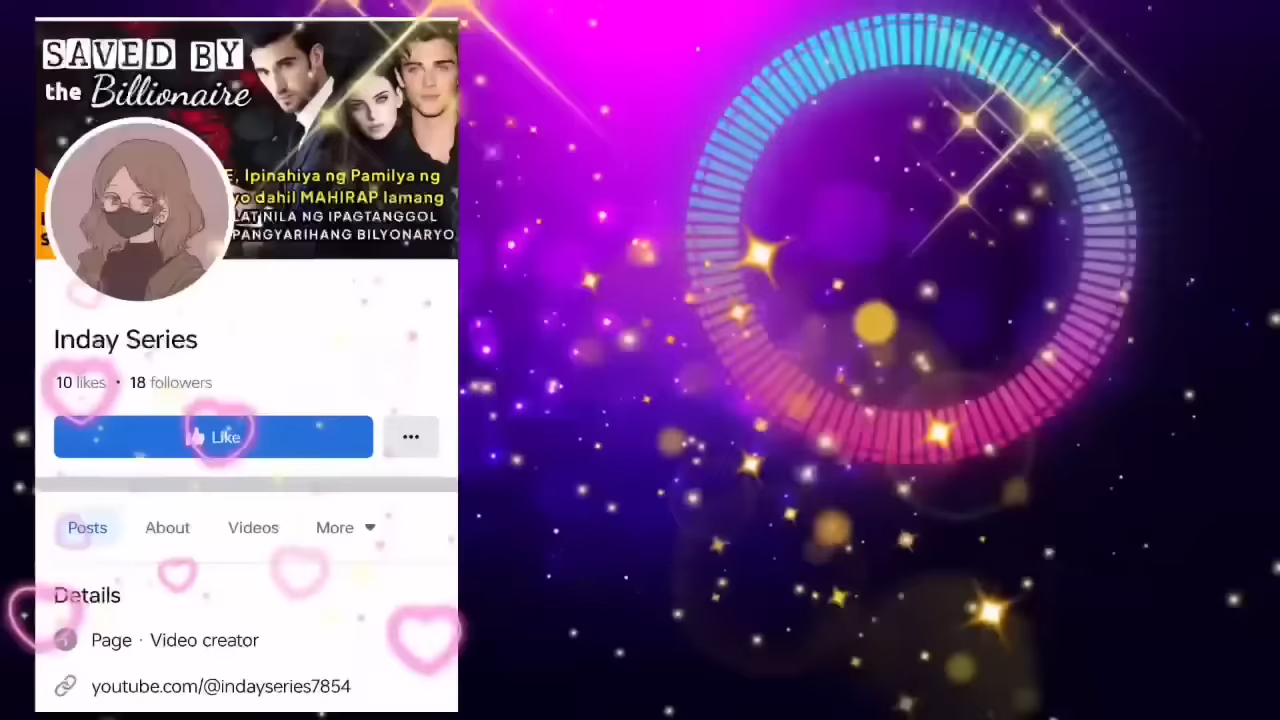 SAVED BY
the Billionaire
E, Ipinahiya ng Pamilya ng
yo dahil MAHIRAP lamang
NILA NG IPAGTANGGOL
PANGYARIHANG BILYONARYO
Inday Series
10 likes • 18 followers
Like
Posts About Videos More
Details
Page · Video creator
youtube.com/@indayseries7854